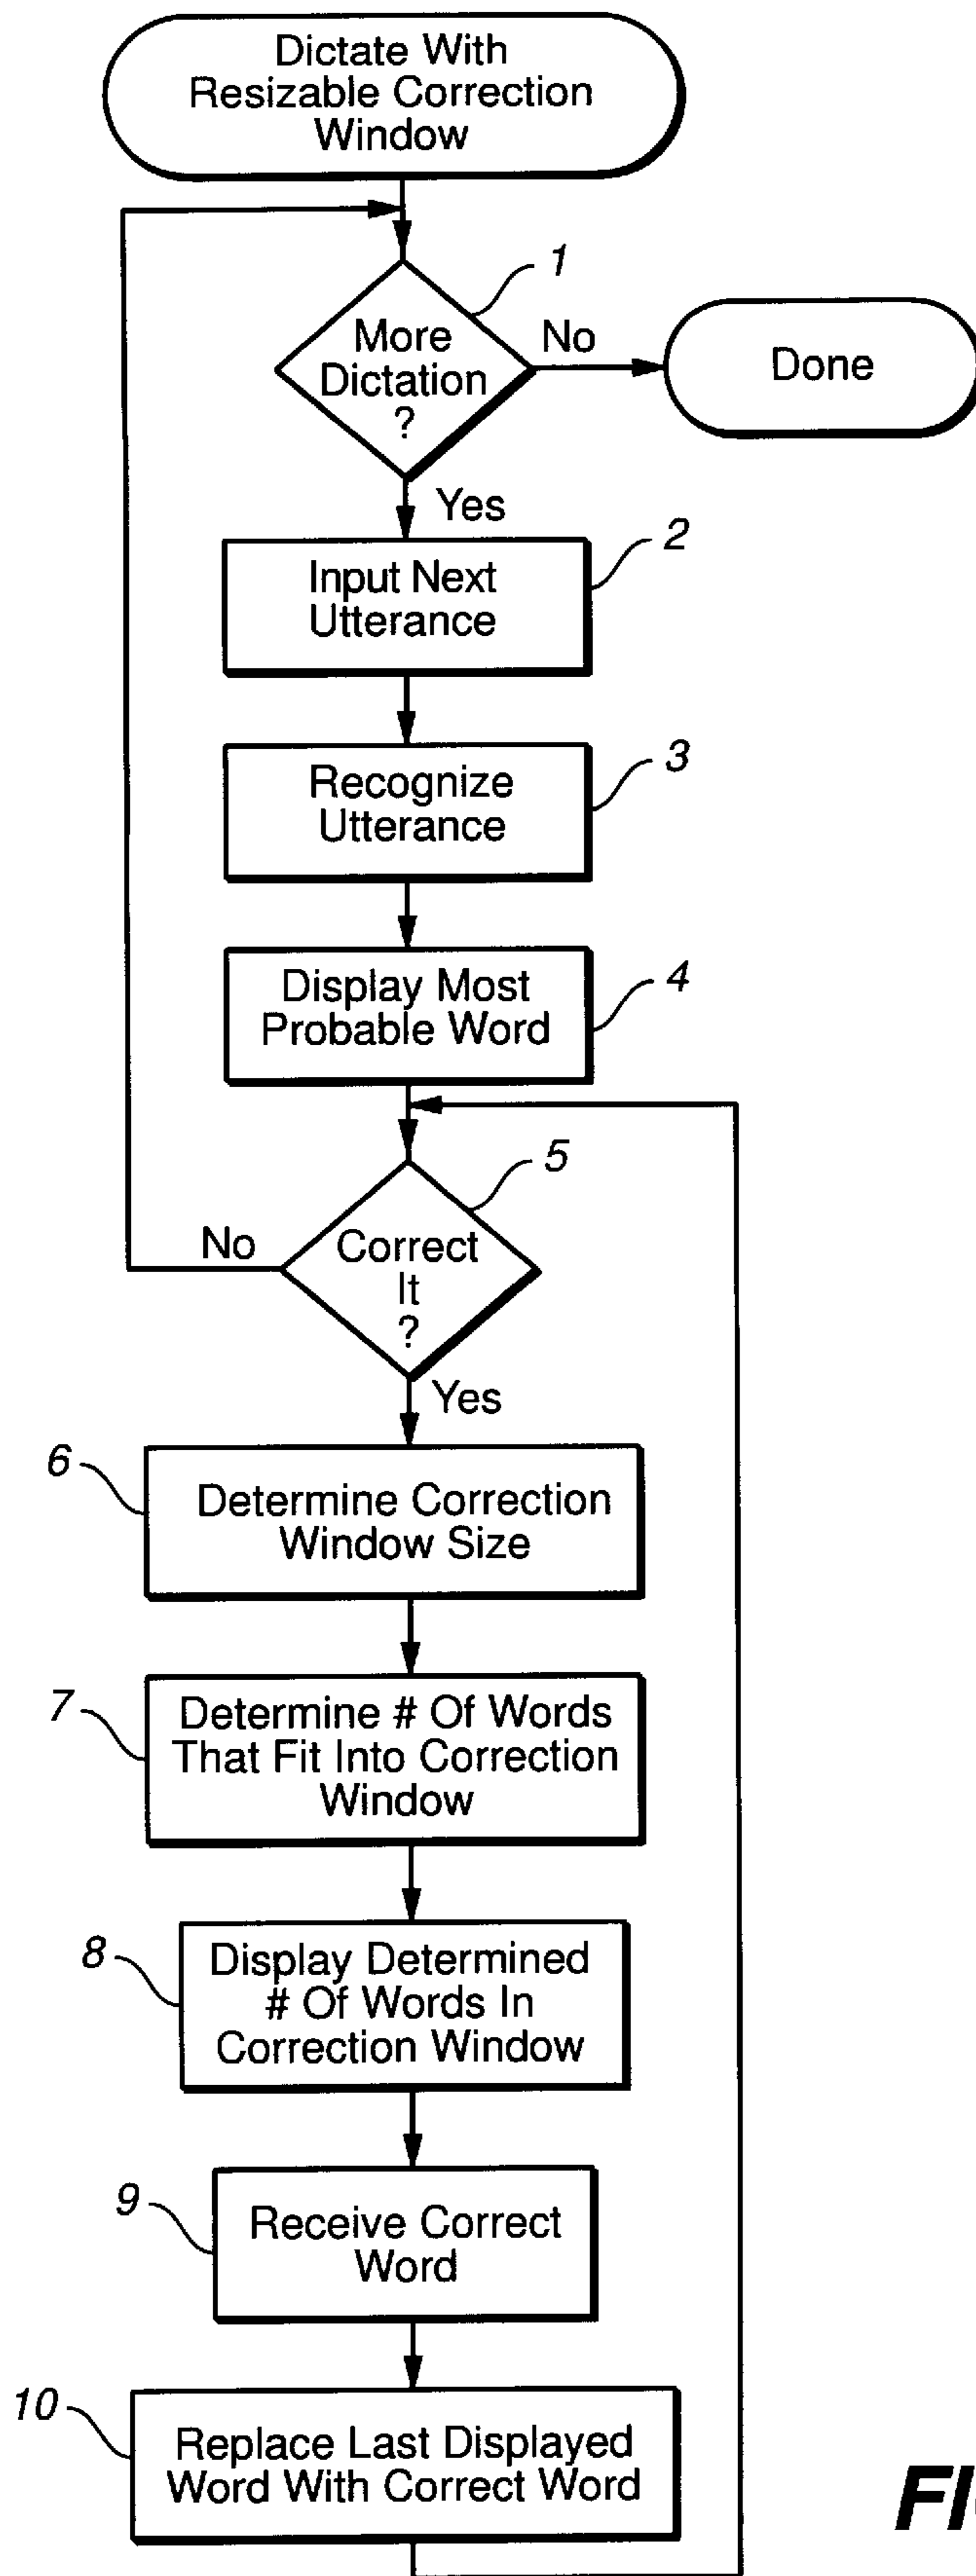 Dictate With
Resizable Correction
Window
1
More
Dictation
?
No
Done
Yes
2
Input Next
Utterance
3
Recognize
Utterance
4
Display Most
Probable Word
5
Correct
It
?
No
Yes
6
Determine Correction
Window Size
7
Determine # Of Words
That Fit Into Correction
Window
8
Display Determined
# Of Words In
Correction Window
9
Receive Correct
Word
10
Replace Last Displayed
Word With Correct Word